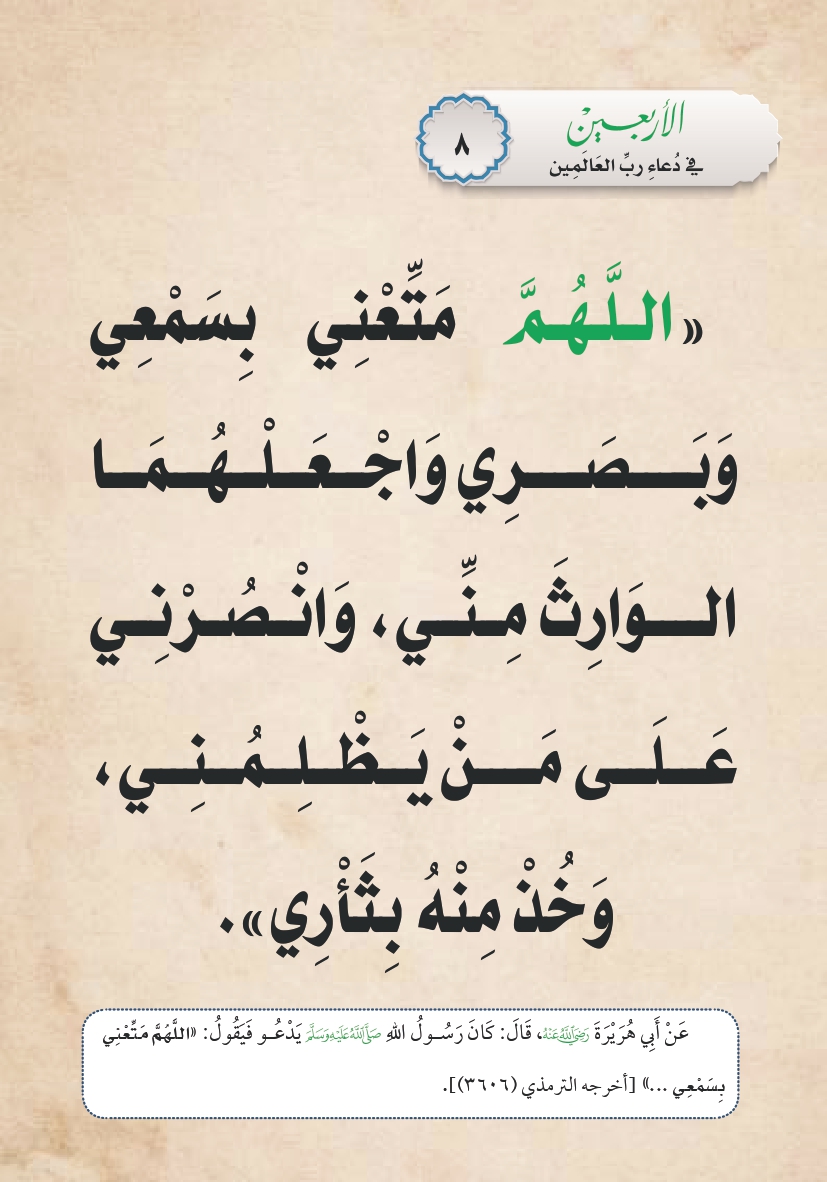 الأربعين
في دُعاءِ ربِّ العَالَمِين
٨
«اللَّهُمَّ مَتِّعْنِي بِسَمْعِي
وَبَصَرِي وَاجْعَلْهُمَا
الوَارِثَ مِنِّي، وَانْصُرْنِي
عَلَى مَنْ يَظْلِمُنِي،
وَخُذْ مِنْهُ بِثَأْرِي».
عَنْ أَبِي هُرَيْرَةَ رَضِيَ اللَّهُ عَنْهُ، قَالَ: كَانَ رَسُولُ اللهِ صَلَّى اللَّهُ عَلَيْهِ وَسَلَّمَ يَدْعُو فَيَقُولُ: «اللَّهُمَّ مَتِّعْنِي
بِسَمْعِي ...» [أخرجه الترمذي (٣٦٠٦)].